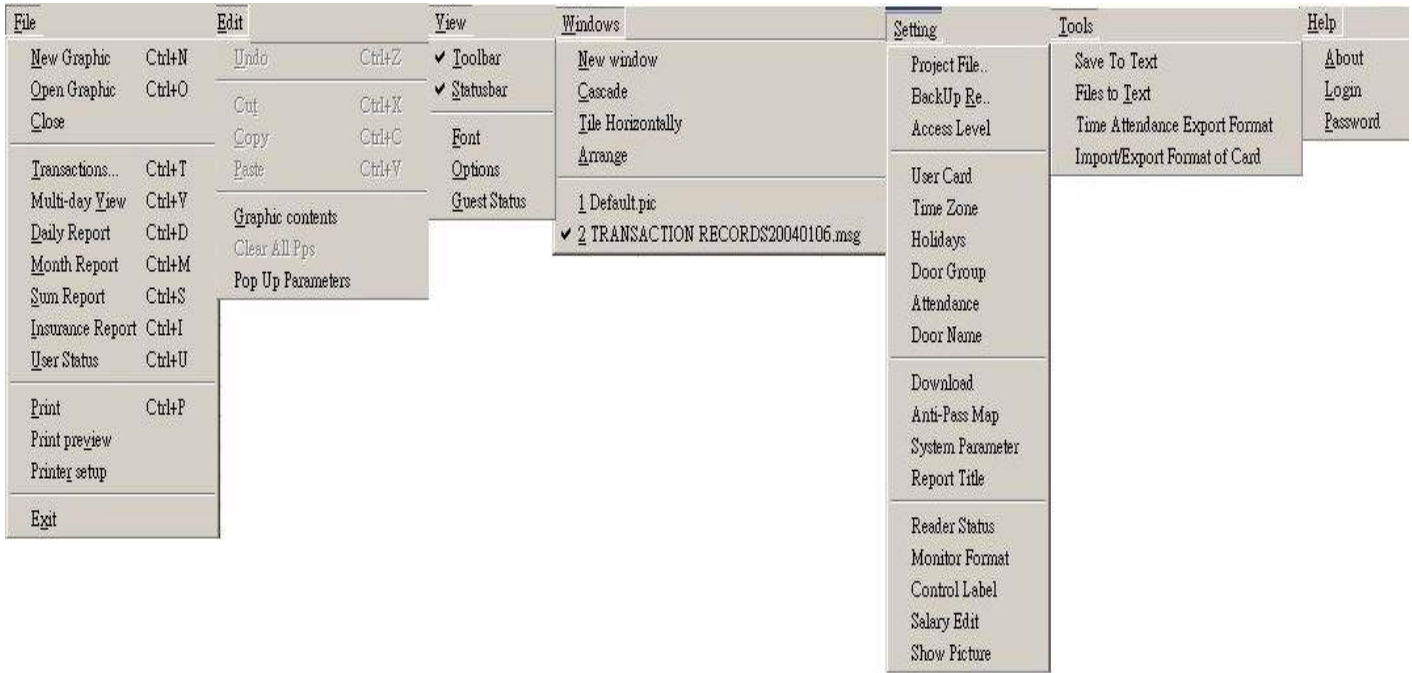 File
New Graphic Ctrl+N
Open Graphic Ctrl+O
Close
Transactions... Ctrl+T
Multi-day View Ctrl+V
Daily Report Ctrl+D
Month Report Ctrl+M
Sum Report Ctrl+S
Insurance Report Ctrl+I
User Status Ctrl+U
Print Ctrl+P
Print preview
Printer setup
Exit
Edit
Undo Ctrl+Z
Cut Ctrl+X
Copy Ctrl+C
Paste Ctrl+V
Graphic contents
Clear All Pps
Pop Up Parameters
View
✔ Toolbar
✔ Statusbar
Font
Options
Guest Status
Windows
New window
Cascade
Tile Horizontally
Arrange
1 Default.pic
✔ 2 TRANSACTION RECORDS20040106.msg
Setting
Project File..
BackUp Re..
Access Level
User Card
Time Zone
Holidays
Door Group
Attendance
Door Name
Download
Anti-Pass Map
System Parameter
Report Title
Reader Status
Monitor Format
Control Label
Salary Edit
Show Picture
Tools
Save To Text
Files to Text
Time Attendance Export Format
Import/Export Format of Card
Help
About
Login
Password